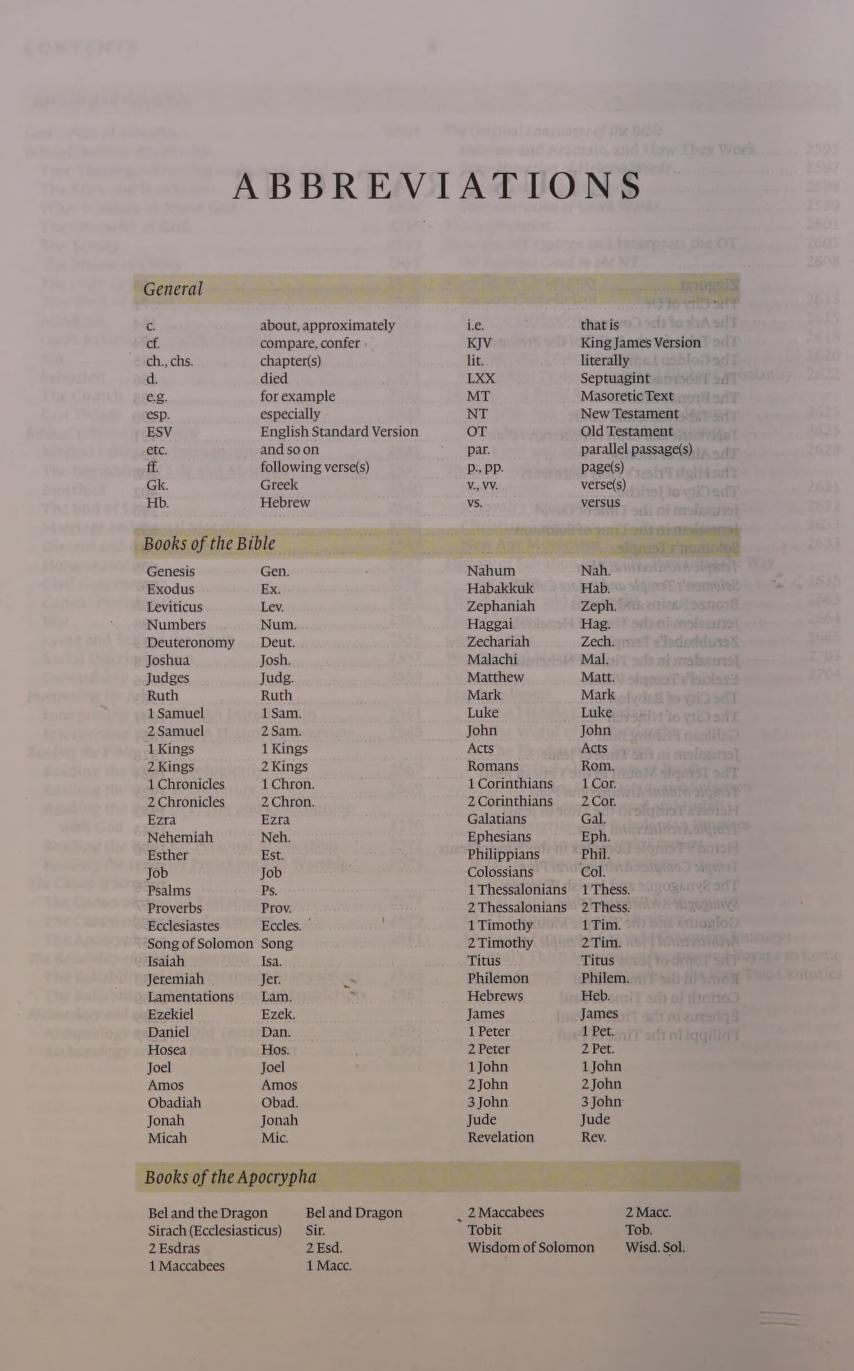 ABBREVIATIONS
General
c. about, approximately
cf. compare, confer
ch., chs. chapter(s)
d. died
e.g. for example
esp. especially
ESV English Standard Version
etc. and so on
ff. following verse(s)
Gk. Greek
Hb. Hebrew
i.e. that is
KJV King James Version
lit. literally
LXX Septuagint
MT Masoretic Text
NT New Testament
OT Old Testament
par. parallel passage(s)
p., pp. page(s)
v., vv. verse(s)
vs. versus
Books of the Bible
Genesis Gen.
Exodus Ex.
Leviticus Lev.
Numbers Num.
Deuteronomy Deut.
Joshua Josh.
Judges Judg.
Ruth Ruth
1 Samuel 1 Sam.
2 Samuel 2 Sam.
1 Kings 1 Kings
2 Kings 2 Kings
1 Chronicles 1 Chron.
2 Chronicles 2 Chron.
Ezra Ezra
Nehemiah Neh.
Esther Est.
Job Job
Psalms Ps.
Proverbs Prov.
Ecclesiastes Eccles.
Song of Solomon Song
Isaiah Isa.
Jeremiah Jer.
Lamentations Lam.
Ezekiel Ezek.
Daniel Dan.
Hosea Hos.
Joel Joel
Amos Amos
Obadiah Obad.
Jonah Jonah
Micah Mic.
Nahum Nah.
Habakkuk Hab.
Zephaniah Zeph.
Haggai Hag.
Zechariah Zech.
Malachi Mal.
Matthew Matt.
Mark Mark
Luke Luke
John John
Acts Acts
Romans Rom.
1 Corinthians 1 Cor.
2 Corinthians 2 Cor.
Galatians Gal.
Ephesians Eph.
Philippians Phil.
Colossians Col.
1 Thessalonians 1 Thess.
2 Thessalonians 2 Thess.
1 Timothy 1 Tim.
2 Timothy 2 Tim.
Titus Titus
Philemon Philem.
Hebrews Heb.
James James
1 Peter 1 Pet.
2 Peter 2 Pet.
1 John 1 John
2 John 2 John
3 John 3 John
Jude Jude
Revelation Rev.
Books of the Apocrypha
Bel and the Dragon Bel and Dragon
Sirach (Ecclesiasticus) Sir.
2 Esdras 2 Esd.
1 Maccabees 1 Macc.
2 Maccabees 2 Macc.
Tobit Tob.
Wisdom of Solomon Wisd. Sol.